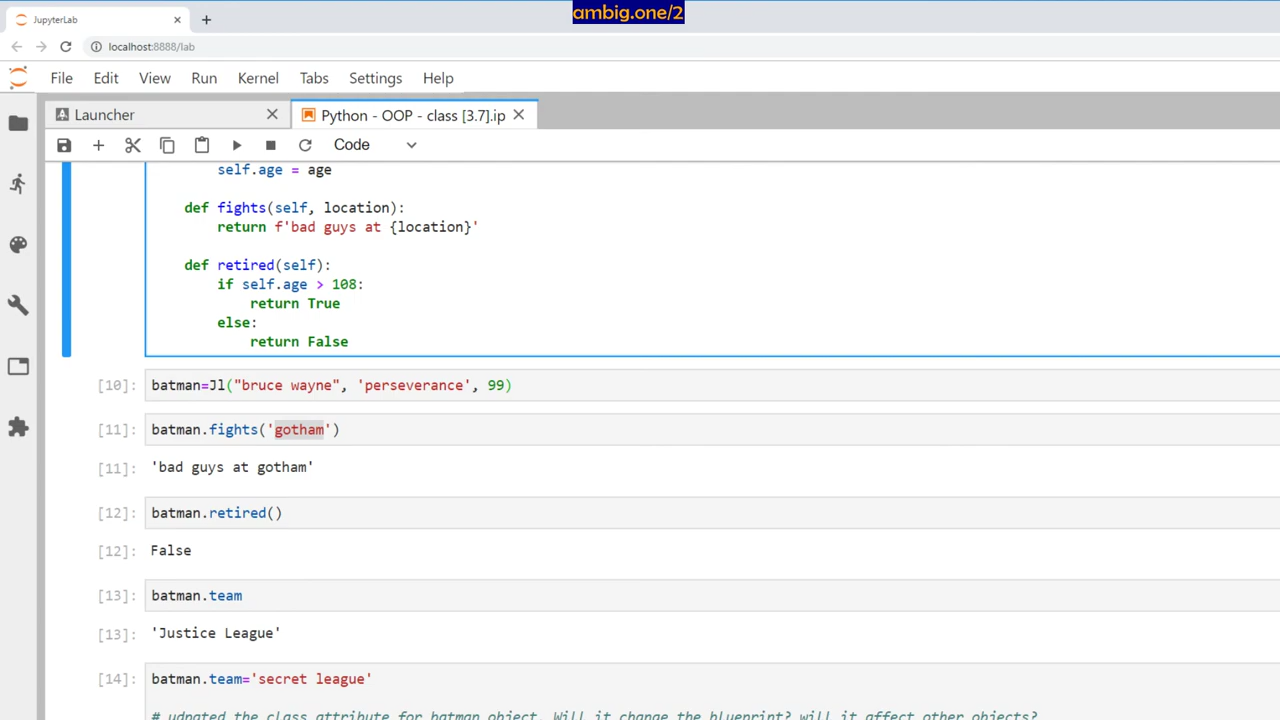 ambig.one/2
JupyterLab
localhost:8888/lab
File Edit View Run Kernel Tabs Settings Help
Launcher
Python - OOP - class [3.7].ip
Code
self.age = age
def fights(self, location):
return f'bad guys at {location}'
def retired(self):
if self.age > 108:
return True
else:
return False
[10]: batman=Jl("bruce wayne", 'perseverance', 99)
[11]: batman.fights('gotham')
[11]: 'bad guys at gotham'
[12]: batman.retired()
[12]: False
[13]: batman.team
[13]: 'Justice League'
[14]: batman.team='secret league'
# udnated the class attribute for batman object. Will it change the blueprint? will it affect other objects?